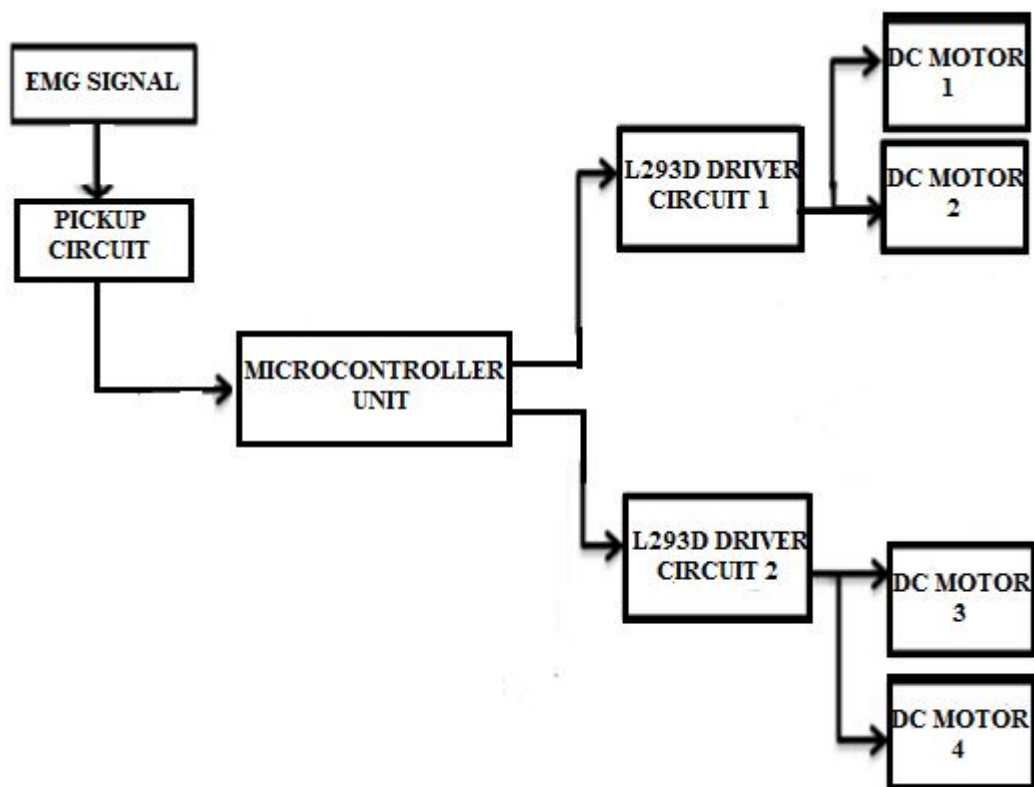 EMG SIGNAL
PICKUP
CIRCUIT
MICROCONTROLLER
UNIT
L293D DRIVER
CIRCUIT 1
DC MOTOR
1
DC MOTOR
2
L293D DRIVER
CIRCUIT 2
DC MOTOR
3
DC MOTOR
4